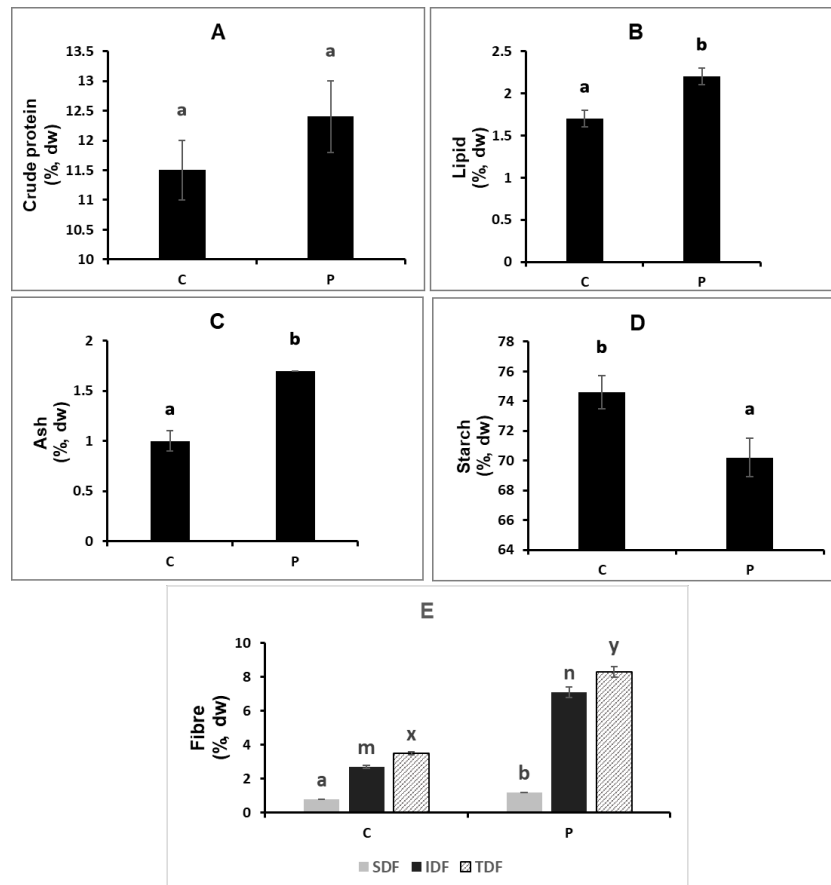 A
Crude protein
(%, dw)
13.5
13
12.5
12
11.5
11
10.5
10
a
a
C P
B
Lipid
(%, dw)
2.5
2
1.5
1
0.5
0
a
b
C P
C
Ash
(%, dw)
2
1.5
1
0.5
0
a
b
C P
D
Starch
(%, dw)
78
76
74
72
70
68
66
64
b
a
C P
E
Fibre
(%, dw)
10
8
6
4
2
0
a m x
b n y
C P
SDF IDF TDF